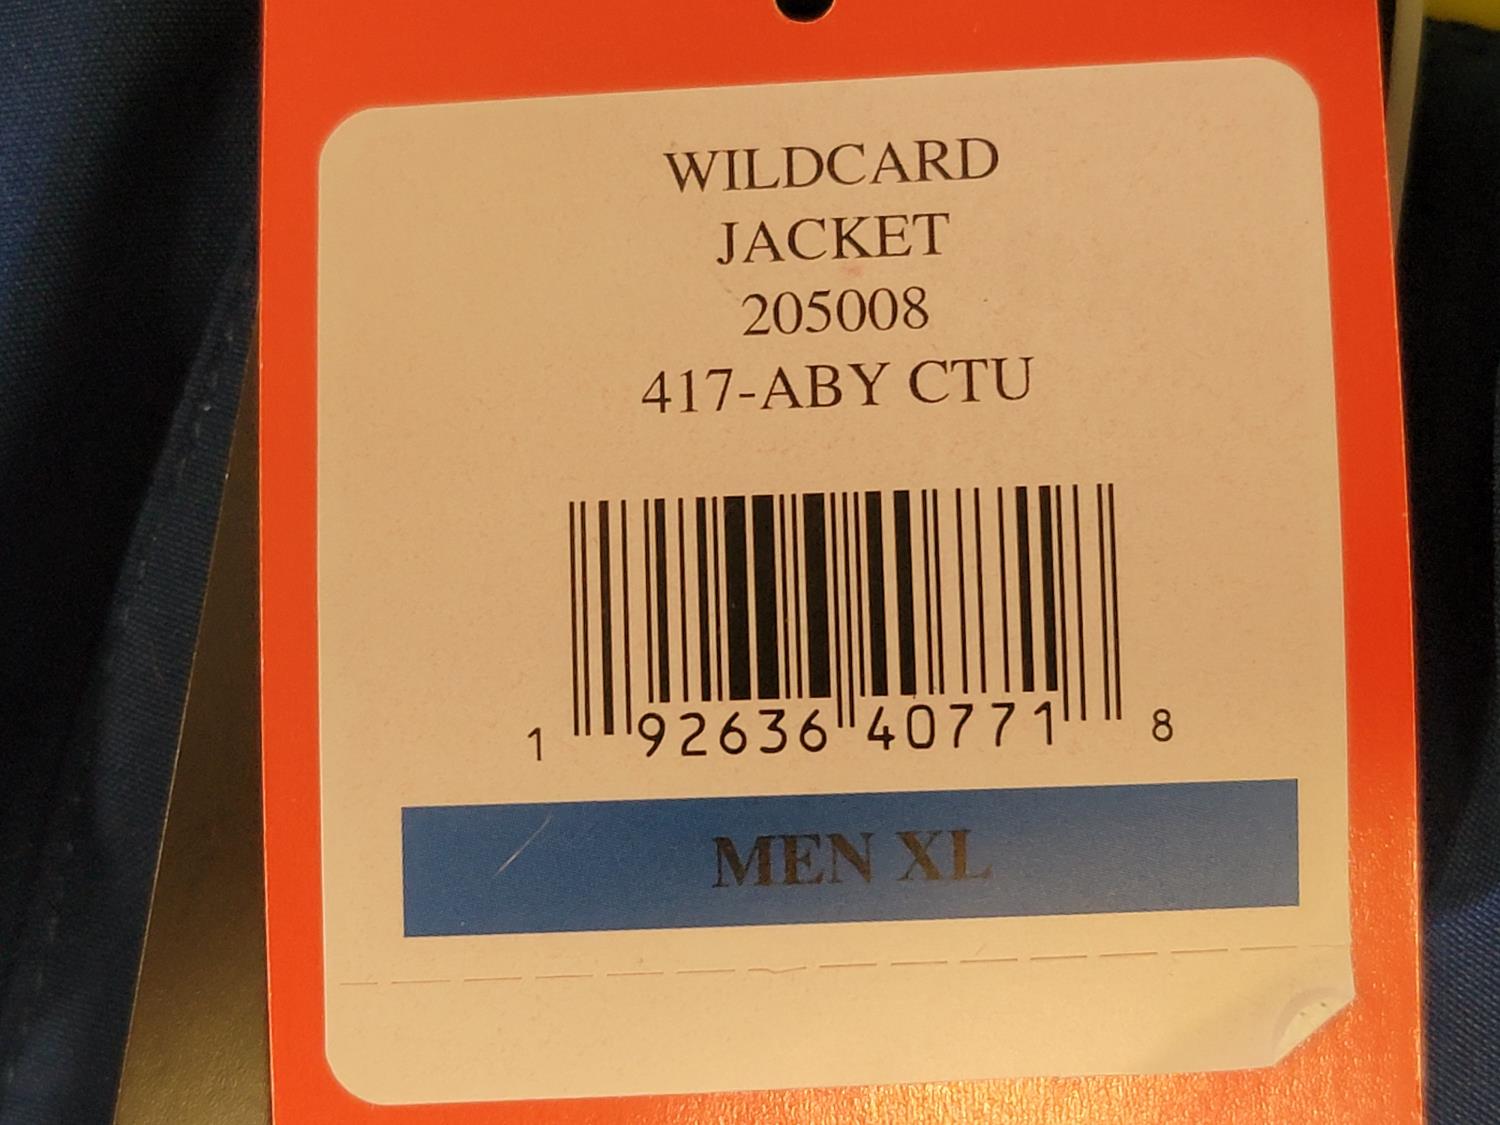 WILDCARD
JACKET
205008
417-ABY CTU
1 92636 40771 8
MEN XL